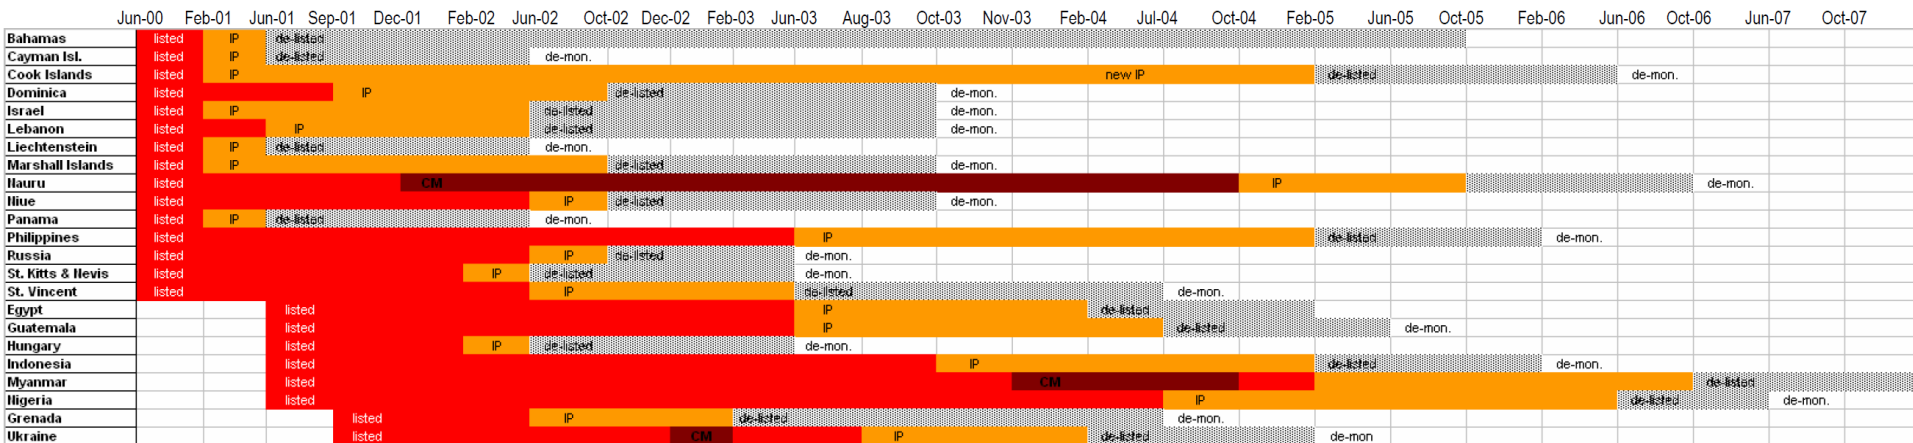 Jun-00 Feb-01 Jun-01 Sep-01 Dec-01 Feb-02 Jun-02 Oct-02 Dec-02 Feb-03 Jun-03 Aug-03 Oct-03 Nov-03 Feb-04 Jul-04 Oct-04 Feb-05 Jun-05 Oct-05 Feb-06 Jun-06 Oct-06 Jun-07 Oct-07
Bahamas listed IP de-listed
Cayman Isl. listed IP de-listed de-mon.
Cook Islands listed IP new IP de-listed de-mon.
Dominica listed IP de-listed de-mon.
Israel listed IP de-listed de-mon.
Lebanon listed IP de-listed de-mon.
Liechtenstein listed IP de-listed de-mon.
Marshall Islands listed IP de-listed de-mon.
Nauru listed CM IP de-mon.
Niue listed IP de-listed de-mon.
Panama listed IP de-listed de-mon.
Philippines listed IP de-listed de-mon.
Russia listed IP de-listed de-mon.
St. Kitts & Nevis listed IP de-listed de-mon.
St. Vincent listed IP de-listed de-mon.
Egypt listed IP de-listed
Guatemala listed IP de-listed de-mon.
Hungary listed IP de-listed de-mon.
Indonesia listed IP de-listed de-mon.
Myanmar listed CM de-listed
Nigeria listed IP de-listed de-mon.
Grenada listed IP de-listed de-mon.
Ukraine listed CM IP de-listed de-mon